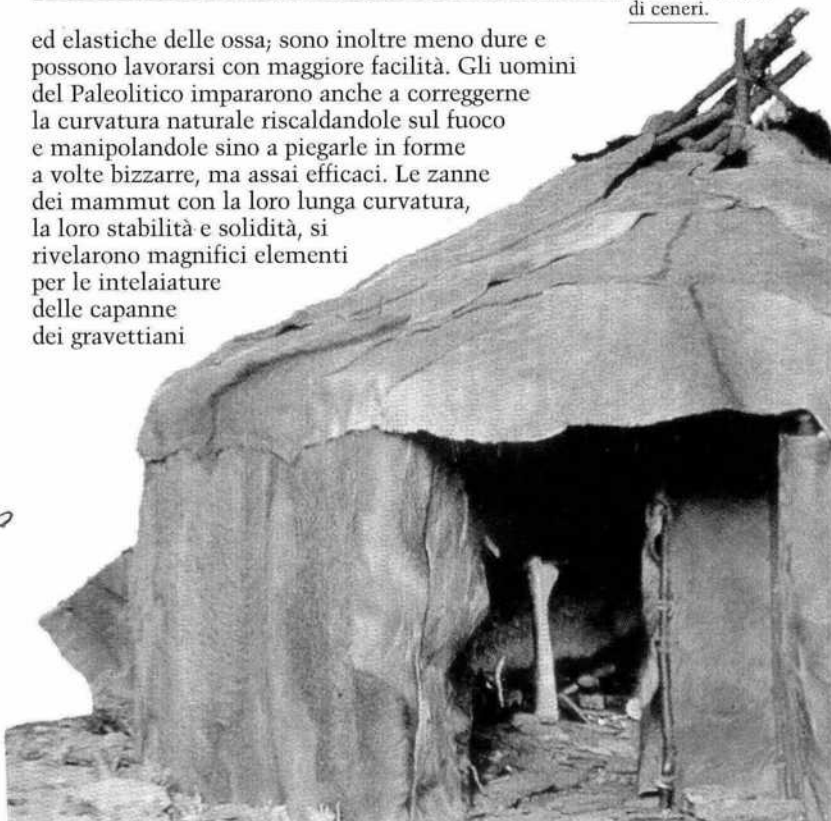 di ceneri.
ed elastiche delle ossa; sono inoltre meno dure e
possono lavorarsi con maggiore facilità. Gli uomini
del Paleolitico impararono anche a correggerne
la curvatura naturale riscaldandole sul fuoco
e manipolandole sino a piegarle in forme
a volte bizzarre, ma assai efficaci. Le zanne
dei mammut con la loro lunga curvatura,
la loro stabilità e solidità, si
rivelarono magnifici elementi
per le intelaiature
delle capanne
dei gravettiani